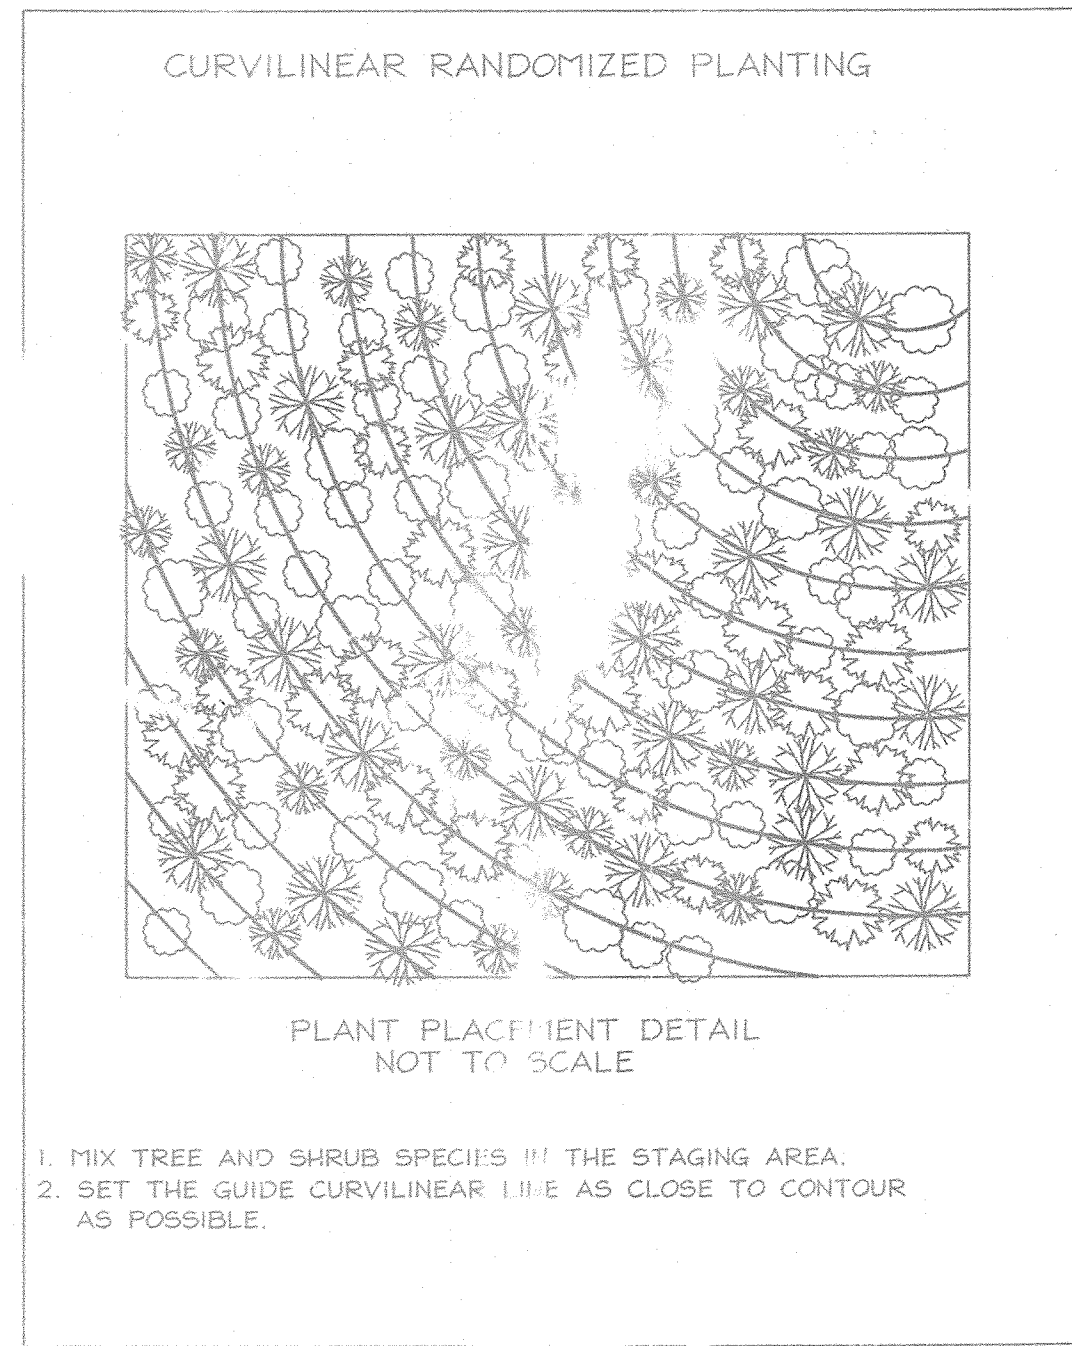 CURVILINEAR RANDOMIZED PLANTING
PLANT PLACEMENT DETAIL
NOT TO SCALE
1. MIX TREE AND SHRUB SPECIES IN THE STAGING AREA.
2. SET THE GUIDE CURVILINEAR LINE AS CLOSE TO CONTOUR
AS POSSIBLE.